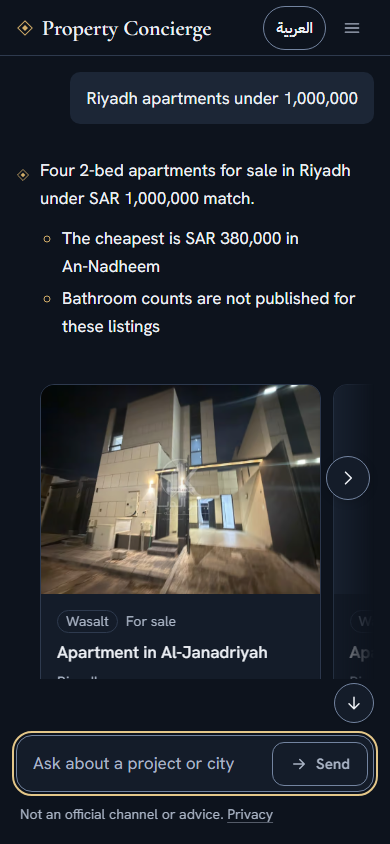 Property Concierge
العربية
Riyadh apartments under 1,000,000
Four 2-bed apartments for sale in Riyadh
under SAR 1,000,000 match.
The cheapest is SAR 380,000 in
An-Nadheem
Bathroom counts are not published for
these listings
Wasalt For sale
Apartment in Al-Janadriyah
Ask about a project or city
Send
Not an official channel or advice. Privacy